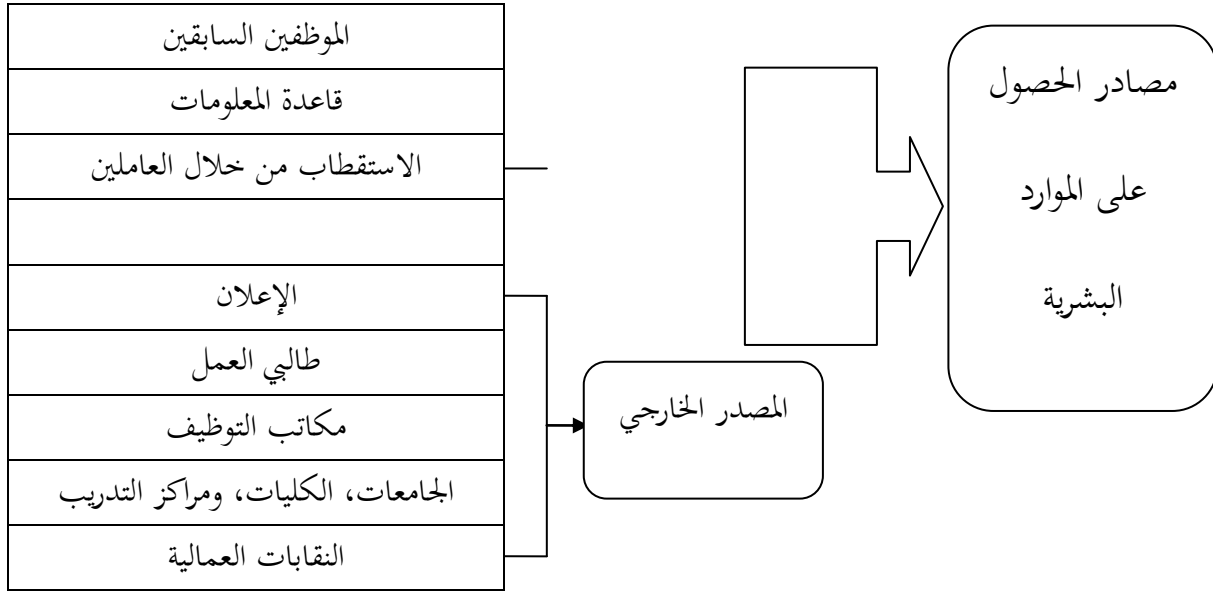 مصادر الحصول
على الموارد
البشرية
المصدر الخارجي
الموظفين السابقين
قاعدة المعلومات
الاستقطاب من خلال العاملين
الإعلان
طالبي العمل
مكاتب التوظيف
الجامعات، الكليات، ومراكز التدريب
النقابات العمالية